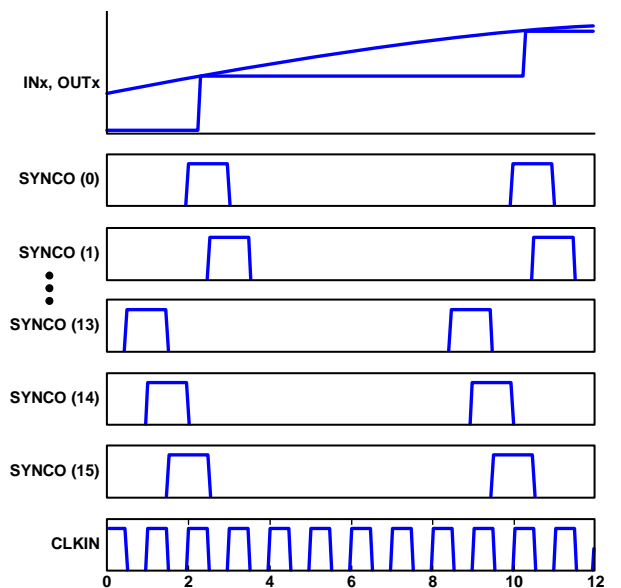 INx, OUTx
SYNCO (0)
SYNCO (1)
SYNCO (13)
SYNCO (14)
SYNCO (15)
CLKIN
0 2 4 6 8 10 12